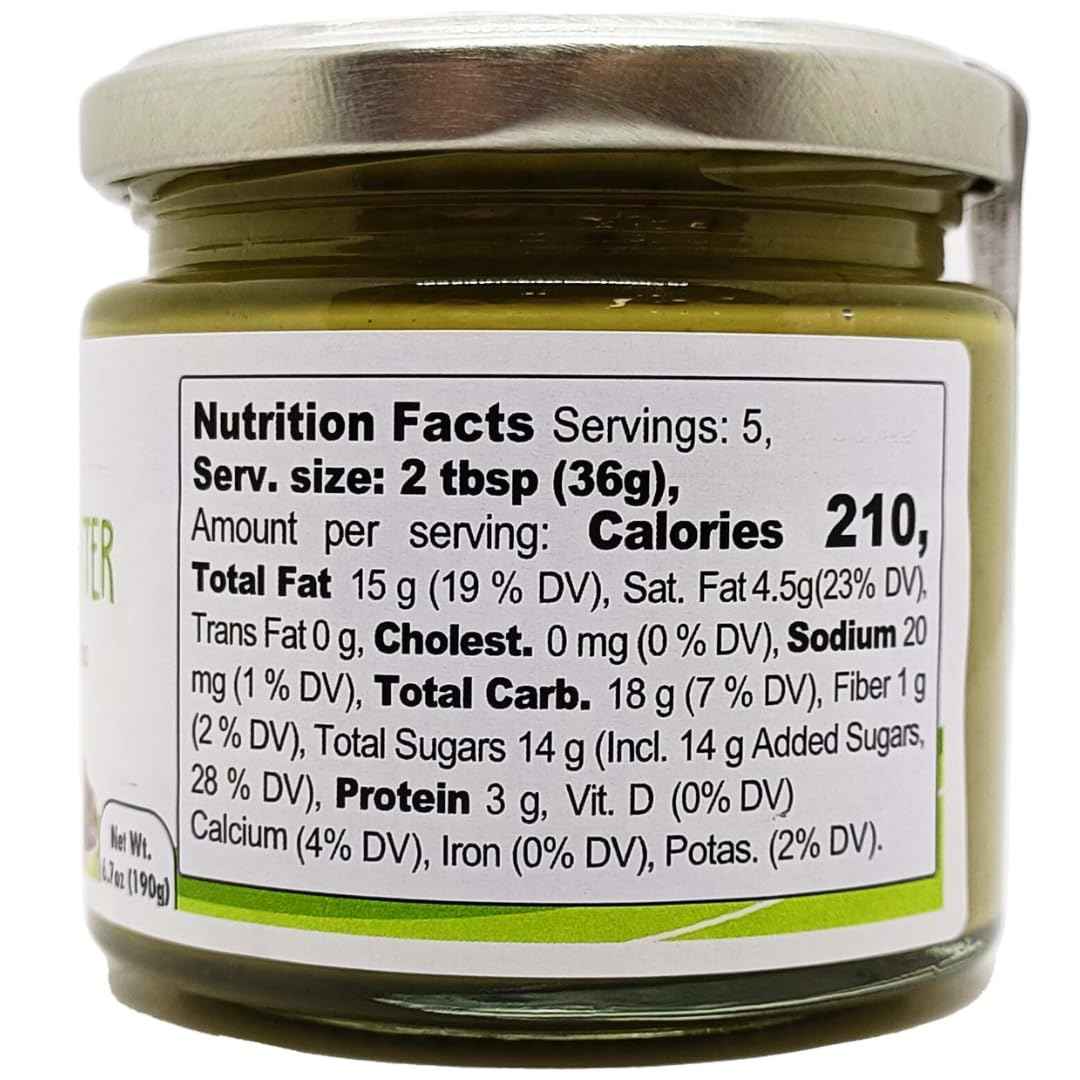 Nutrition Facts Servings: 5,
Serv. size: 2 tbsp (36g),
Amount per serving: Calories 210,
Total Fat 15 g (19 % DV), Sat. Fat 4.5g(23% DV),
Trans Fat 0 g, Cholest. 0 mg (0 % DV), Sodium 20
mg (1 % DV), Total Carb. 18 g (7 % DV), Fiber 1 g
(2 % DV), Total Sugars 14 g (Incl. 14 g Added Sugars,
28 % DV), Protein 3 g, Vit. D (0% DV)
Calcium (4% DV), Iron (0% DV), Potas. (2% DV).
TER
Net Wt.
6.7oz (190g)